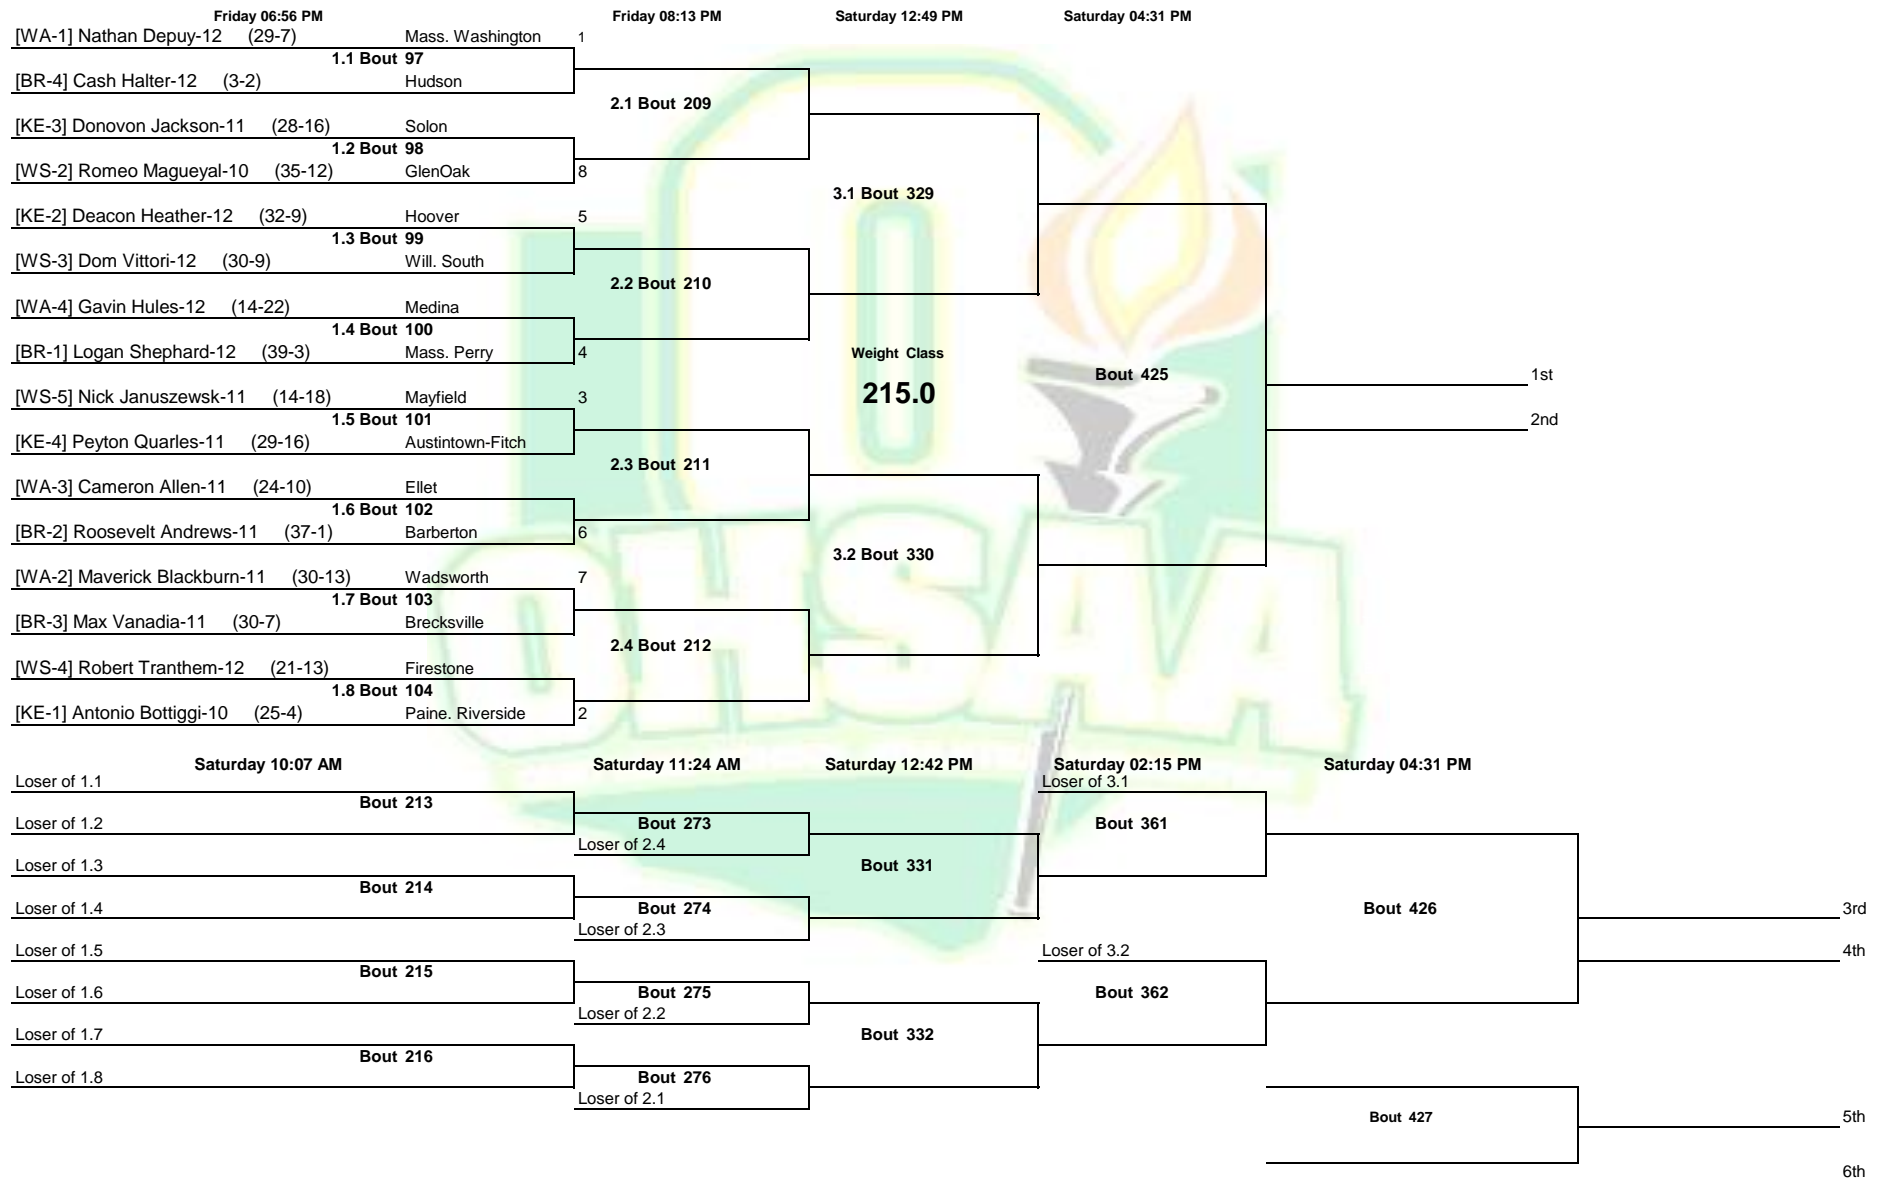 Friday 06:56 PM Friday 08:13 PM Saturday 12:49 PM Saturday 04:31 PM
[WA-1] Nathan Depuy-12 (29-7) Mass. Washington 1
1.1 Bout 97
[BR-4] Cash Halter-12 (3-2) Hudson
2.1 Bout 209
[KE-3] Donovon Jackson-11 (28-16) Solon
1.2 Bout 98
[WS-2] Romeo Magueyal-10 (35-12) GlenOak 8
3.1 Bout 329
[KE-2] Deacon Heather-12 (32-9) Hoover 5
1.3 Bout 99
[WS-3] Dom Vittori-12 (30-9) Will. South
2.2 Bout 210
[WA-4] Gavin Hules-12 (14-22) Medina
1.4 Bout 100
[BR-1] Logan Shephard-12 (39-3) Mass. Perry 4
Weight Class
215.0
Bout 425
1st
2nd
[WS-5] Nick Januszewsk-11 (14-18) Mayfield 3
1.5 Bout 101
[KE-4] Peyton Quarles-11 (29-16) Austintown-Fitch
2.3 Bout 211
[WA-3] Cameron Allen-11 (24-10) Ellet
1.6 Bout 102
[BR-2] Roosevelt Andrews-11 (37-1) Barberton 6
3.2 Bout 330
[WA-2] Maverick Blackburn-11 (30-13) Wadsworth 7
1.7 Bout 103
[BR-3] Max Vanadia-11 (30-7) Brecksville
2.4 Bout 212
[WS-4] Robert Tranthem-12 (21-13) Firestone
1.8 Bout 104
[KE-1] Antonio Bottiggi-10 (25-4) Paine. Riverside 2
OHSAA
Saturday 10:07 AM Saturday 11:24 AM Saturday 12:42 PM Saturday 02:15 PM Saturday 04:31 PM
Loser of 1.1 Loser of 3.1
Bout 213
Loser of 1.2 Bout 273 Bout 361
Loser of 2.4
Loser of 1.3 Bout 331
Bout 214
Loser of 1.4 Bout 274 Bout 426 3rd
Loser of 2.3
Loser of 1.5 Loser of 3.2 4th
Bout 215
Loser of 1.6 Bout 275 Bout 362
Loser of 2.2
Loser of 1.7 Bout 332
Bout 216
Loser of 1.8 Bout 276
Loser of 2.1
Bout 427 5th
6th